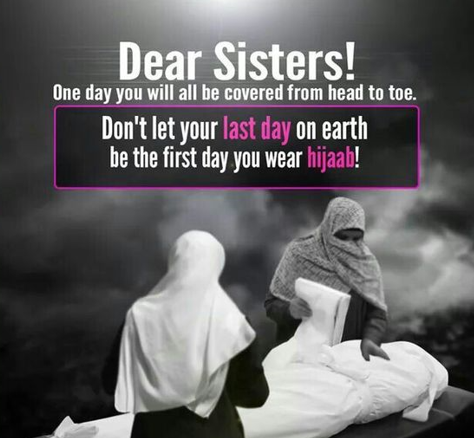 Dear Sisters!
One day you will all be covered from head to toe.
Don't let your last day on earth
be the first day you wear hijaab!